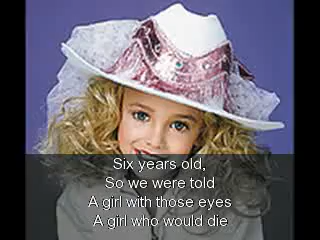 Six years old,
So we were told
A girl with those eyes
A girl who would die